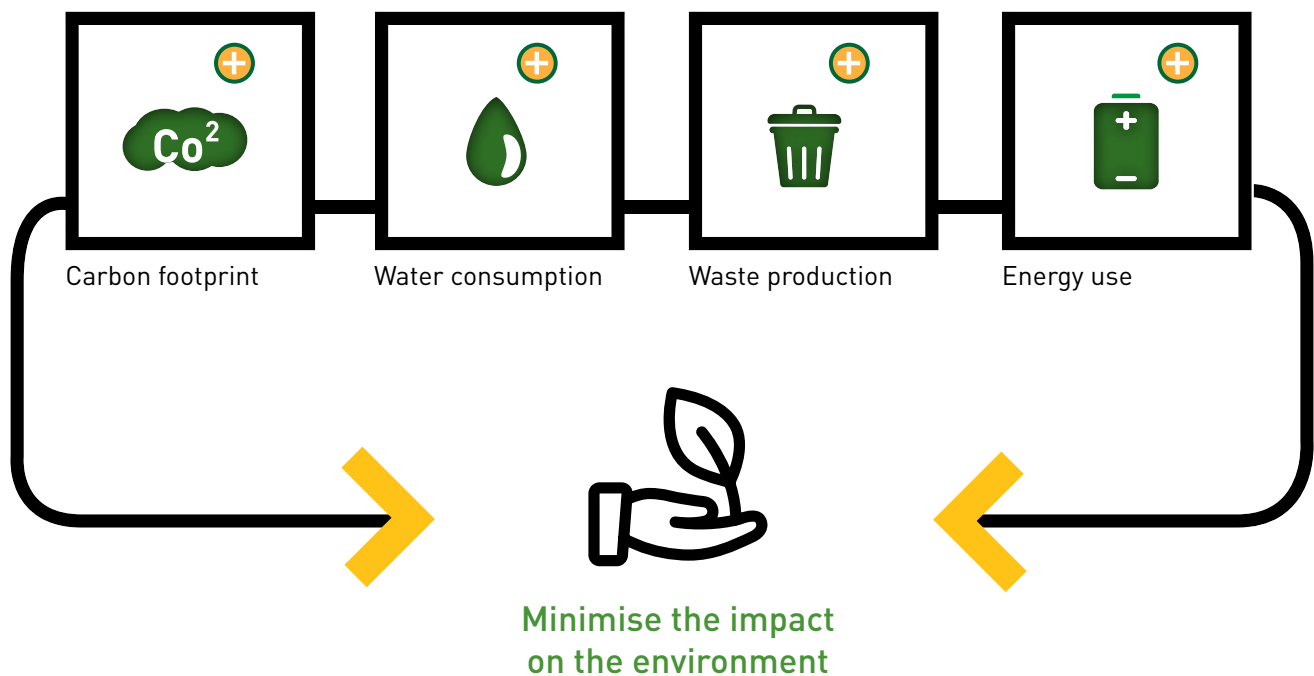 Co²
Carbon footprint
Water consumption
Waste production
Energy use
Minimise the impact
on the environment